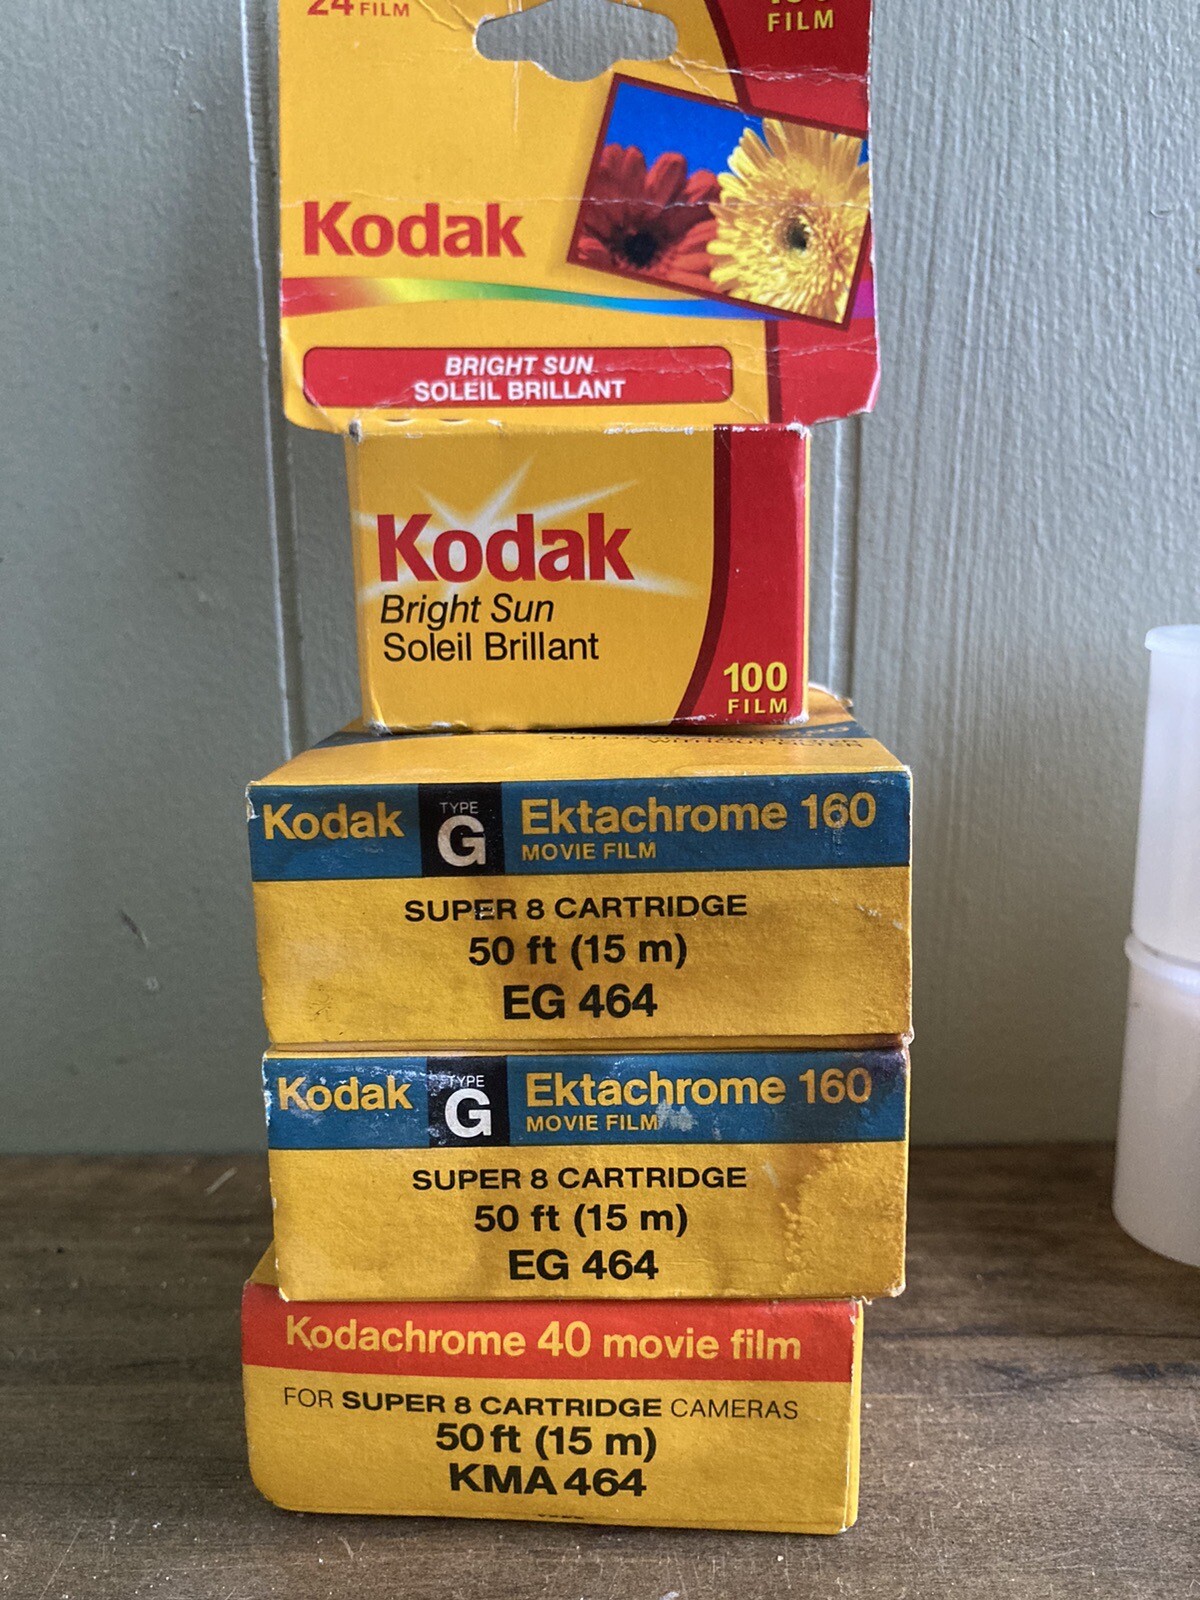 24 FILM
FILM
Kodak
BRIGHT SUN
SOLEIL BRILLANT
Kodak
Bright Sun
Soleil Brillant
100
FILM
Kodak TYPE G Ektachrome 160
MOVIE FILM
SUPER 8 CARTRIDGE
50 ft (15 m)
EG 464
Kodak TYPE G Ektachrome 160
MOVIE FILM
SUPER 8 CARTRIDGE
50 ft (15 m)
EG 464
Kodachrome 40 movie film
FOR SUPER 8 CARTRIDGE CAMERAS
50 ft (15 m)
KMA 464